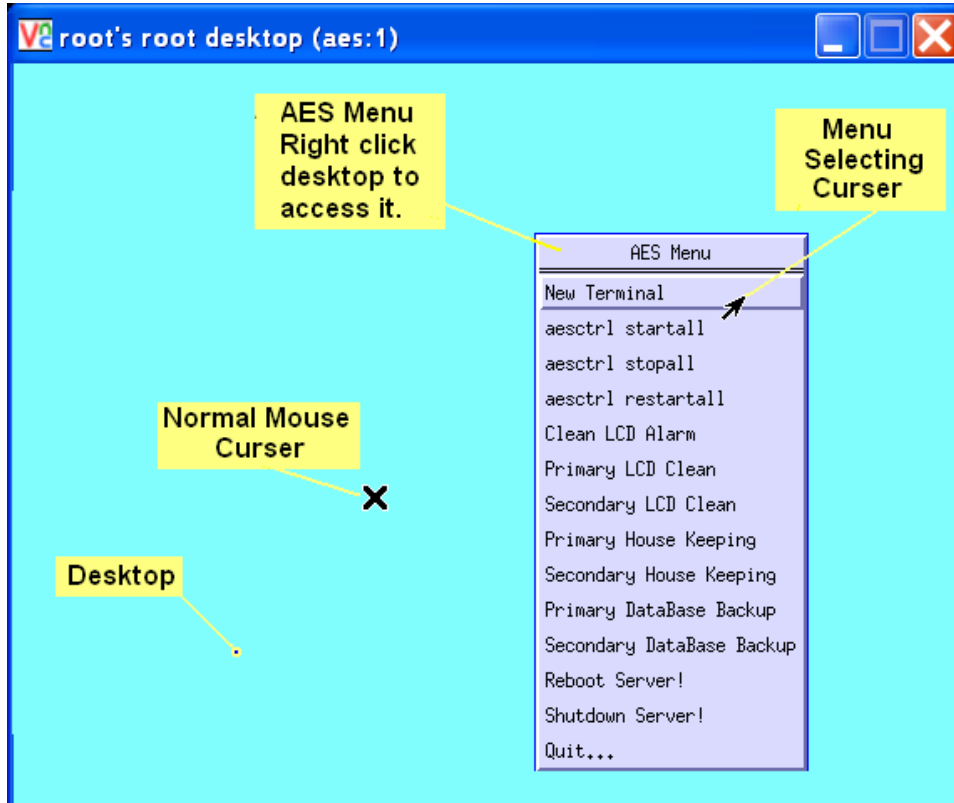 root's root desktop (aes:1)
AES Menu
Right click
desktop to
access it.
Menu
Selecting
Curser
AES Menu
New Terminal
aesctrl startall
aesctrl stopall
aesctrl restartall
Clean LCD Alarm
Primary LCD Clean
Secondary LCD Clean
Primary House Keeping
Secondary House Keeping
Primary DataBase Backup
Secondary DataBase Backup
Reboot Server!
Shutdown Server!
Quit...
Normal Mouse
Curser
Desktop